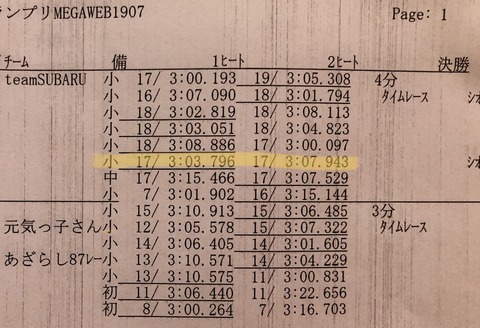 ランプリMEGAWEB1907 Page: 1
チーム 備 1ヒート 2ヒート 決勝
teamSUBARU 小 17/ 3:00.193 19/ 3:05.308 4分
小 16/ 3:07.090 18/ 3:01.794 タイムレース
小 18/ 3:02.819 18/ 3:08.113
小 18/ 3:03.051 18/ 3:04.823
小 18/ 3:08.886 17/ 3:00.097
小 17/ 3:03.796 17/ 3:07.943
中 17/ 3:15.466 17/ 3:07.529
小 7/ 3:01.902 16/ 3:15.144
小 15/ 3:10.913 15/ 3:06.485 3分
元気っ子さん 小 12/ 3:05.578 15/ 3:07.322 タイムレース
小 14/ 3:06.405 14/ 3:01.605
あざらし87レー 小 13/ 3:10.571 14/ 3:04.229
小 13/ 3:10.575 11/ 3:00.831
初 11/ 3:06.440 11/ 3:22.656
初 8/ 3:00.264 7/ 3:16.703